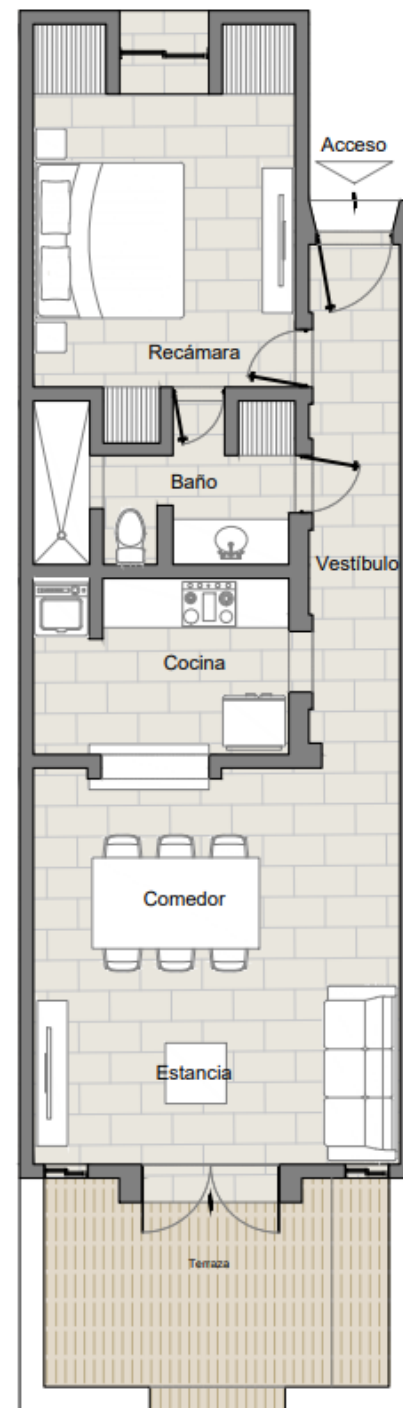 Acceso
Recámara
Baño
Vestíbulo
Cocina
Comedor
Estancia
Terraza